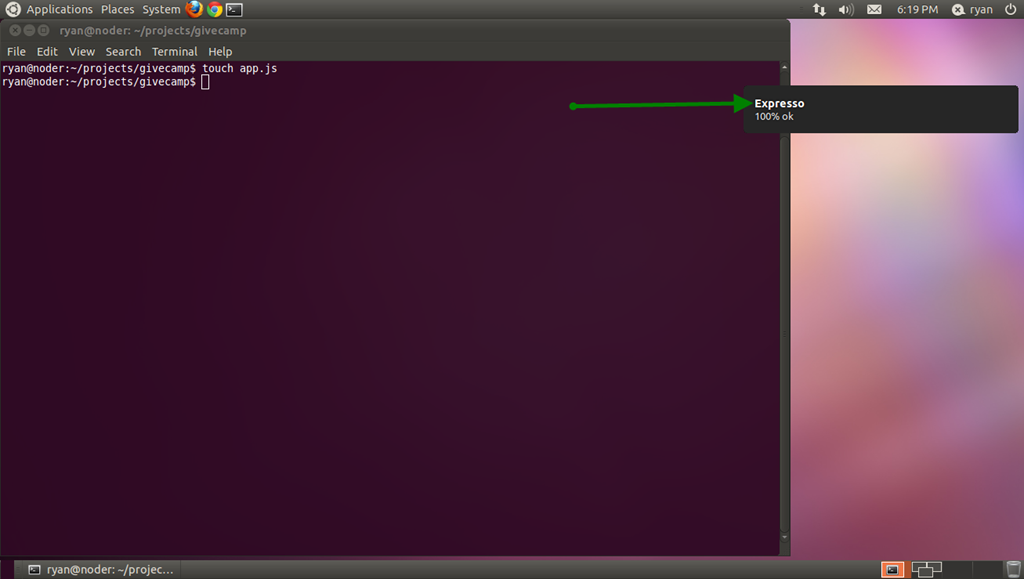 Applications Places System
6:19 PM ryan
ryan@noder: ~/projects/givecamp
File Edit View Search Terminal Help
ryan@noder:~/projects/givecamp$ touch app.js
ryan@noder:~/projects/givecamp$
Expresso
100% ok
ryan@noder: ~/projec...